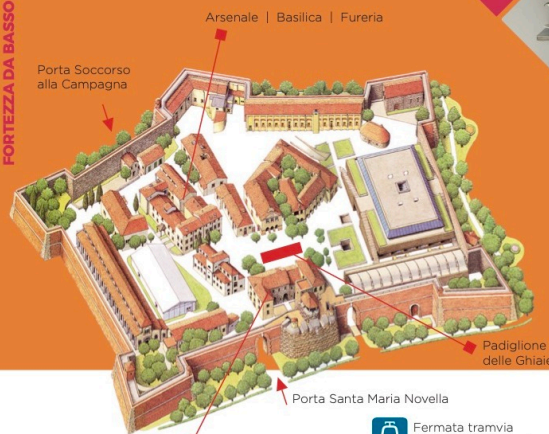 FORTEZZA DA BASSO
Arsenale | Basilica | Fureria
Porta Soccorso
alla Campagna
Padiglione
delle Ghiaie
Porta Santa Maria Novella
Fermata tramvia